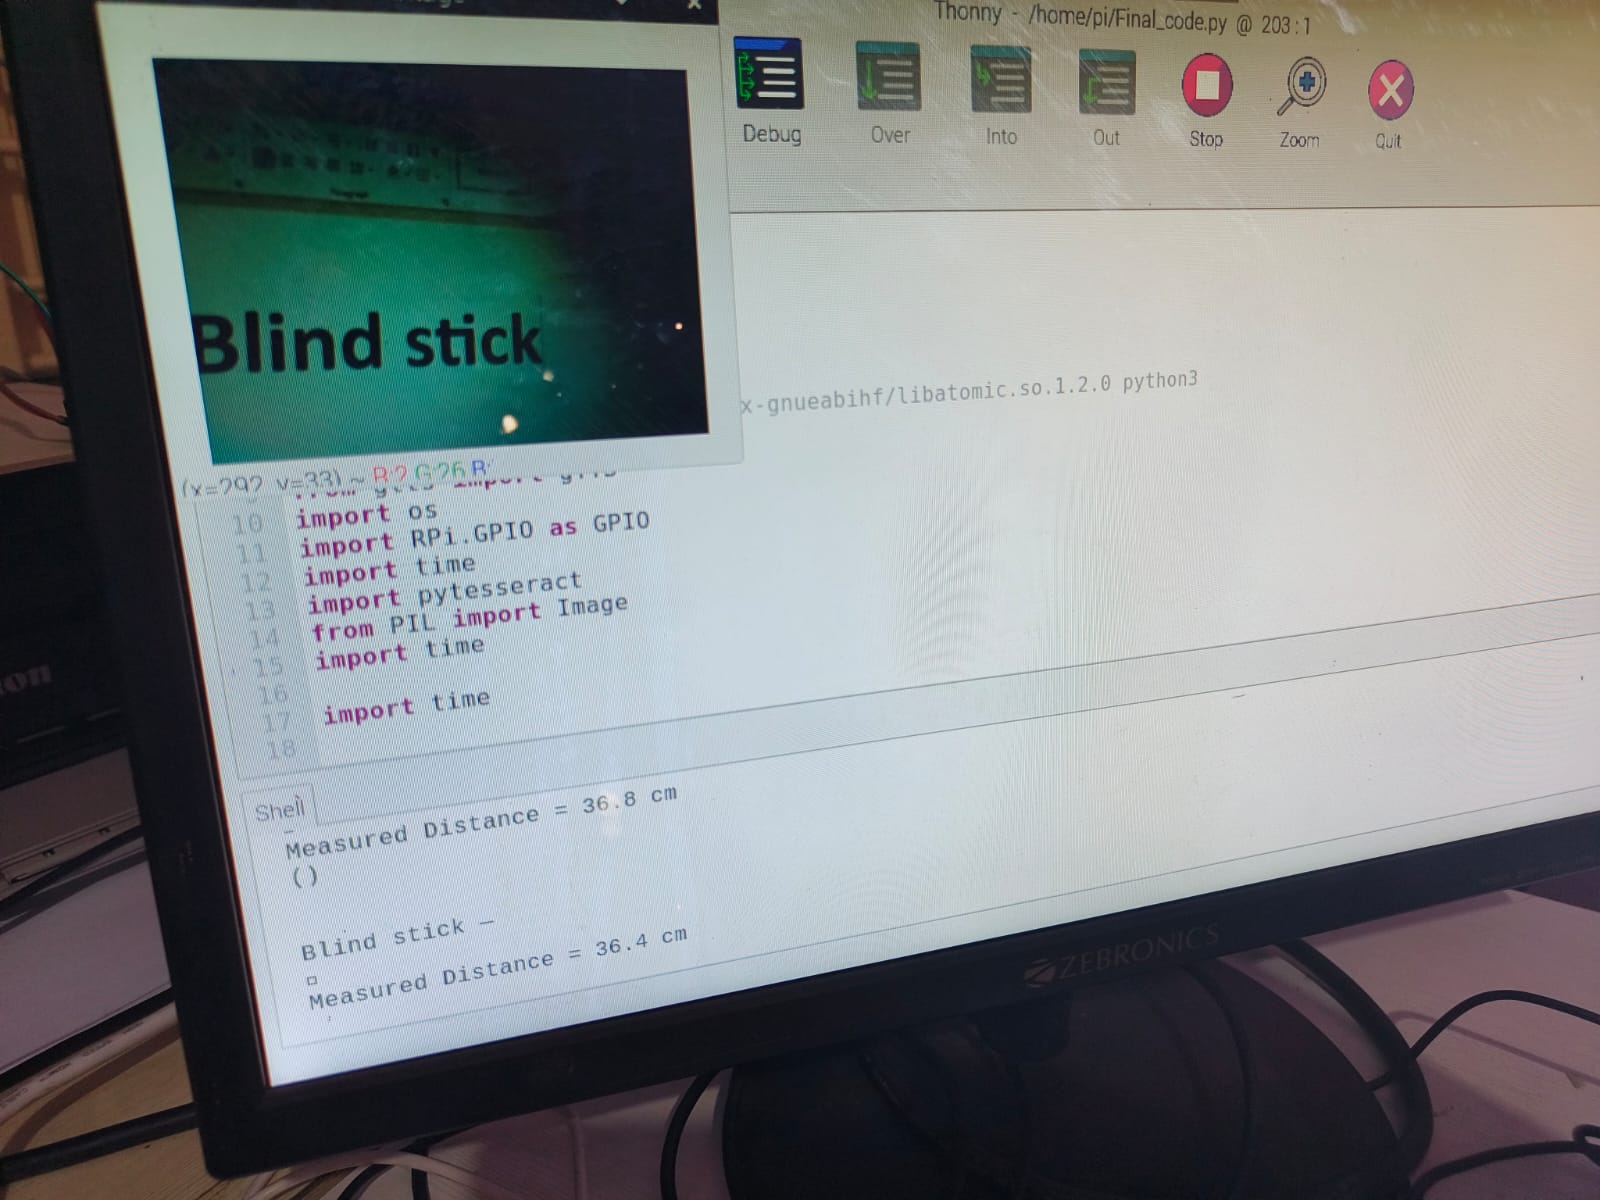 Thonny - /home/pi/Final_code.py @ 203 : 1
Debug
Over
Into
Out
Stop
Zoom
Quit
Blind stick
x-gnueabihf/libatomic.so.1.2.0 python3
(x=292, y=33) ~ R:2 G:26 B:
10 import os
11 import RPi.GPIO as GPIO
12 import time
13 import pytesseract
14 from PIL import Image
15 import time
16
17 import time
18
Shell
Measured Distance = 36.8 cm
()
Blind stick —
Measured Distance = 36.4 cm
ZEBRONICS